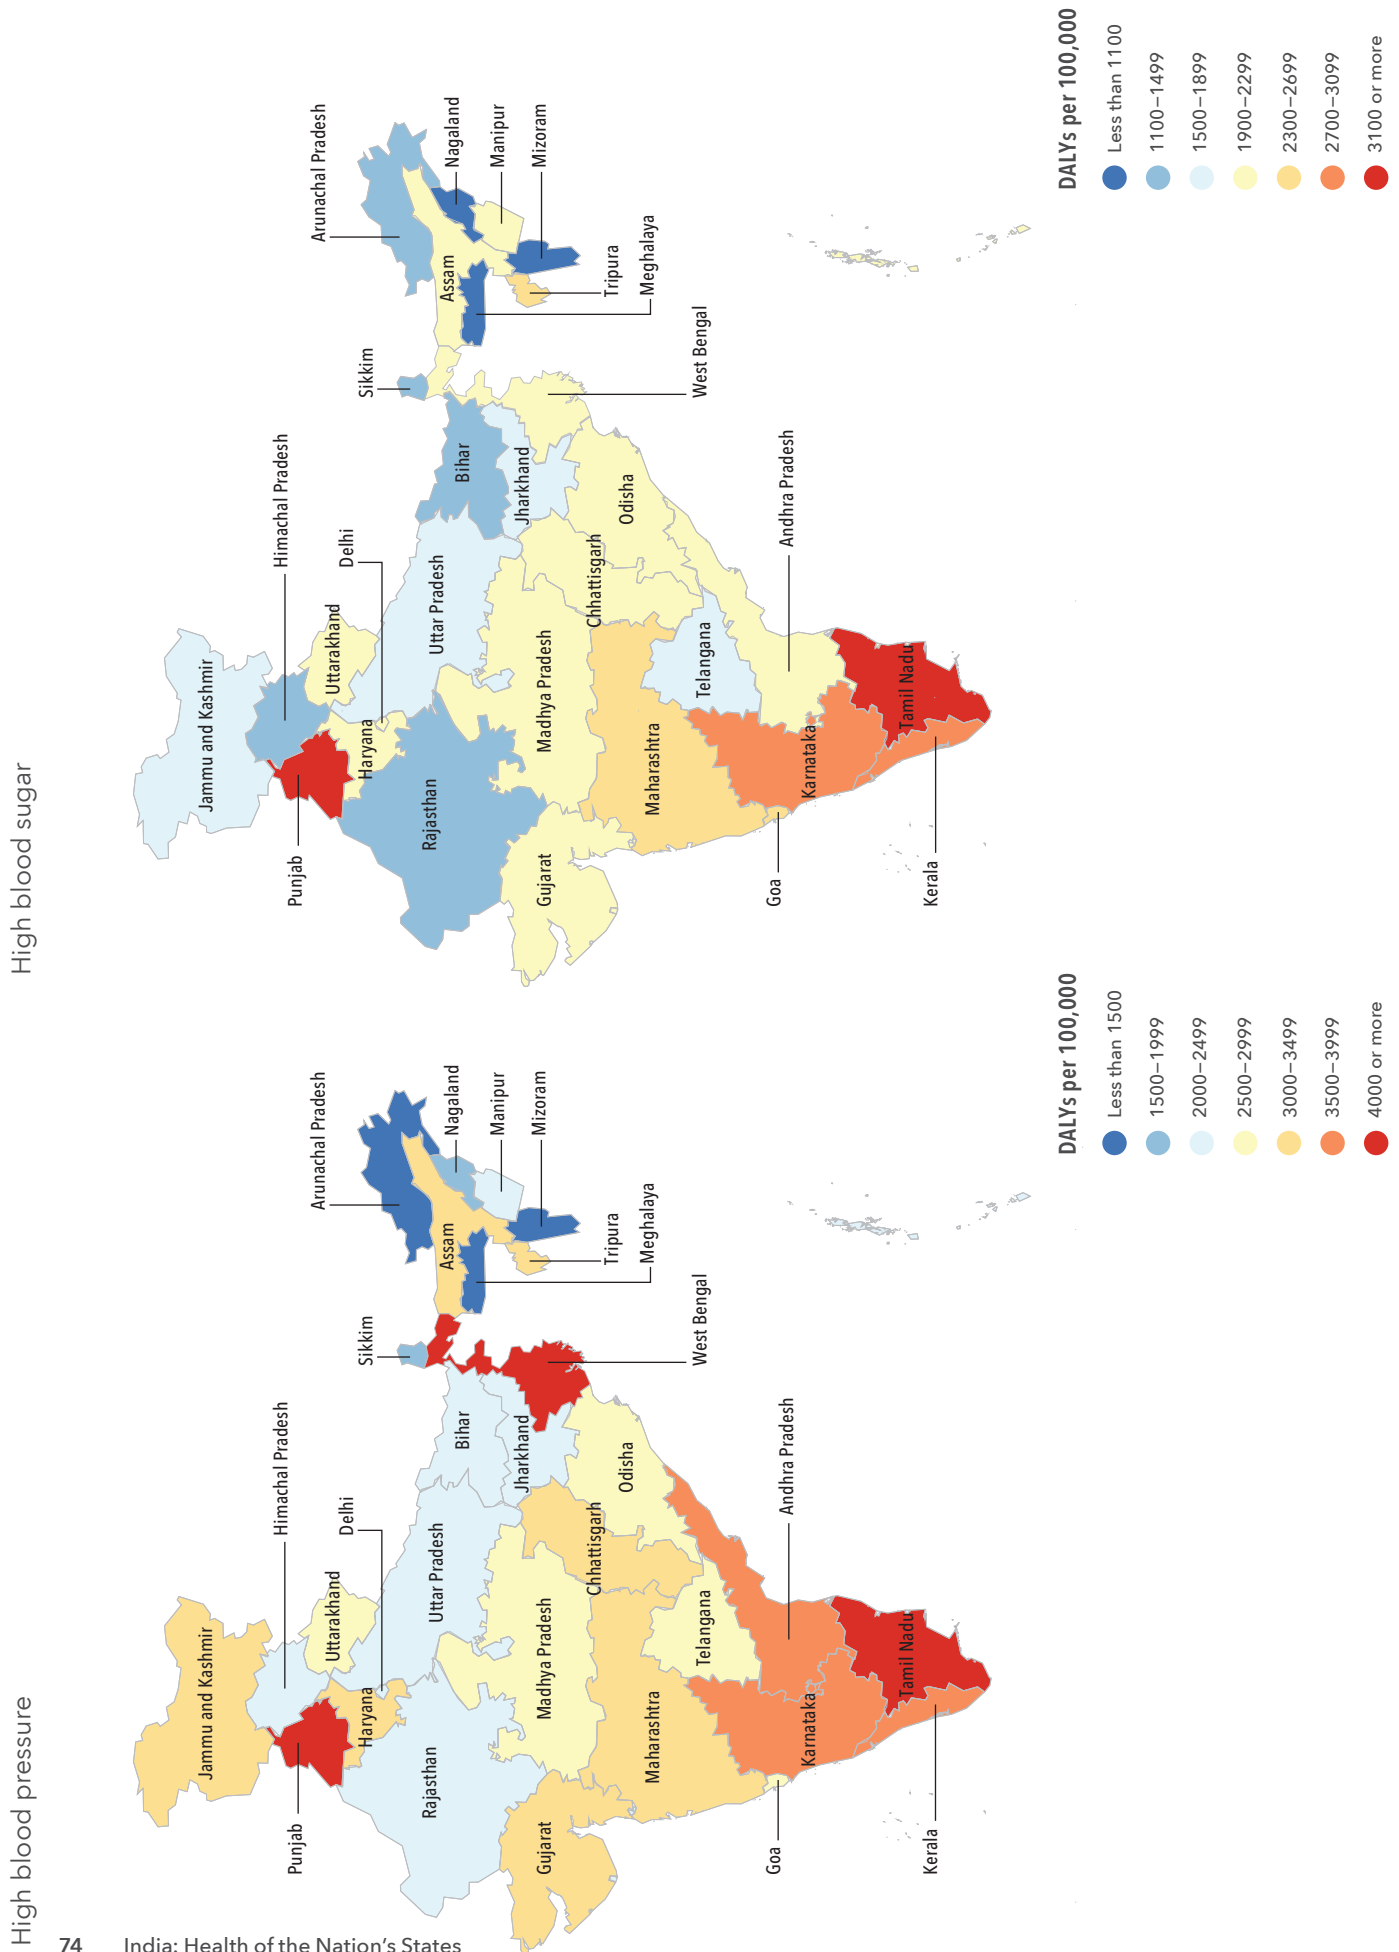 High blood pressure
Jammu and Kashmir
Himachal Pradesh
Punjab
Uttarakhand
Delhi
Haryana
Rajasthan
Uttar Pradesh
Bihar
Sikkim
Arunachal Pradesh
Assam
Nagaland
Manipur
Mizoram
Tripura
Meghalaya
West Bengal
Jharkhand
Gujarat
Madhya Pradesh
Chhattisgarh
Odisha
Maharashtra
Telangana
Andhra Pradesh
Goa
Karnataka
Tamil Nadu
Kerala
DALYs per 100,000
Less than 1500
1500–1999
2000–2499
2500–2999
3000–3499
3500–3999
4000 or more
High blood sugar
Jammu and Kashmir
Himachal Pradesh
Punjab
Uttarakhand
Delhi
Haryana
Rajasthan
Uttar Pradesh
Bihar
Sikkim
Arunachal Pradesh
Assam
Nagaland
Manipur
Mizoram
Tripura
Meghalaya
West Bengal
Jharkhand
Gujarat
Madhya Pradesh
Chhattisgarh
Odisha
Maharashtra
Telangana
Andhra Pradesh
Goa
Karnataka
Tamil Nadu
Kerala
DALYs per 100,000
Less than 1100
1100–1499
1500–1899
1900–2299
2300–2699
2700–3099
3100 or more
74 India: Health of the Nation's States